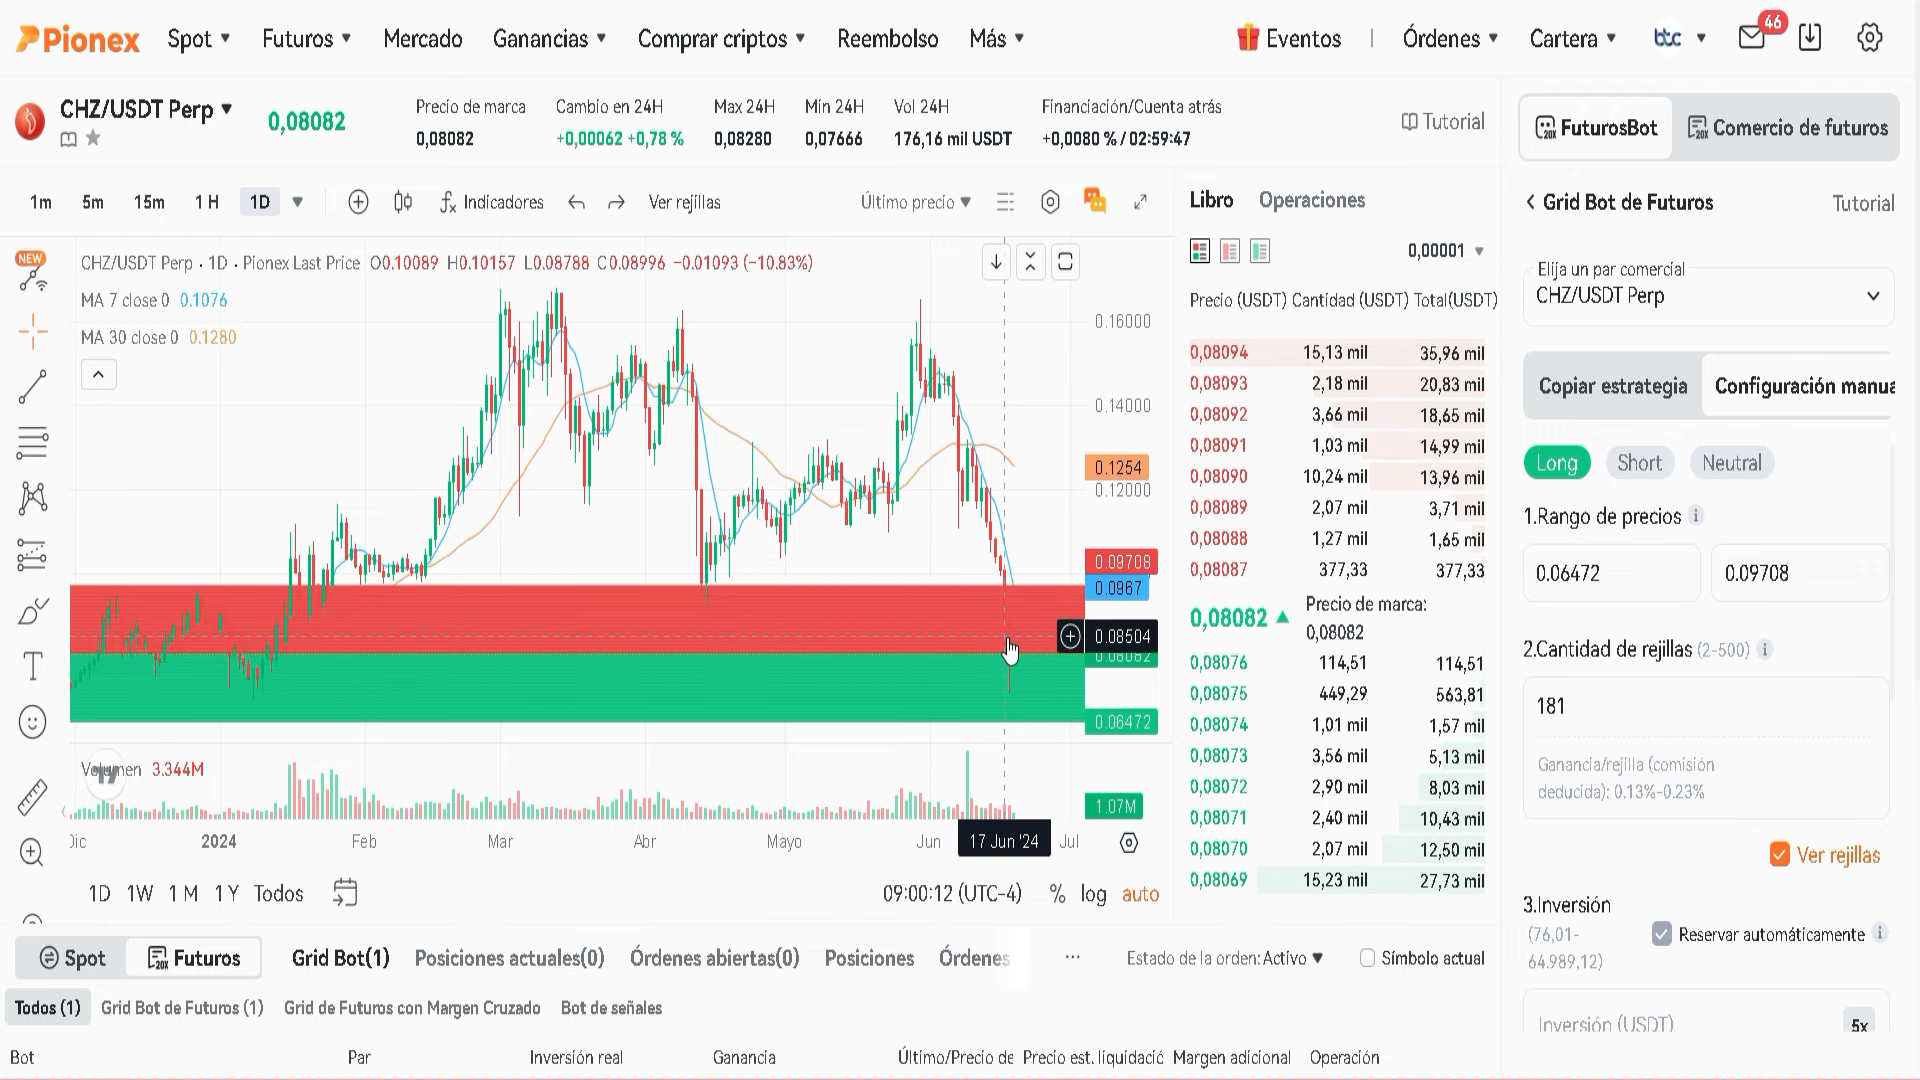 Pionex Spot Futuros Mercado Ganancias Comprar criptos Reembolso Más Eventos | Órdenes Cartera btc 46
CHZ/USDT Perp 0,08082
Precio de marca Cambio en 24H Max 24H Min 24H Vol 24H Financiación/Cuenta atrás
0,08082 +0,00062 +0,78 % 0,08280 0,07666 176,16 mil USDT +0,0080 % / 02:59:47
Tutorial
1m 5m 15m 1 H 1D Indicadores Ver rejillas Último precio
NEW
CHZ/USDT Perp · 1D · Pionex Last Price O0.10089 H0.10157 L0.08788 C0.08996 −0.01093 (−10.83%)
MA 7 close 0 0.1076
MA 30 close 0 0.1280
0.16000
0.14000
0.1254
0.12000
0.09708
0.0967
0.08504
0.08082
0.06472
Volumen 3.344M
1.07M
Dic 2024 Feb Mar Abr Mayo Jun 17 Jun '24 Jul
1D 1W 1 M 1 Y Todos 09:00:12 (UTC-4) % log auto
Libro Operaciones
0,00001
Precio (USDT) Cantidad (USDT) Total(USDT)
0,08094 15,13 mil 35,96 mil
0,08093 2,18 mil 20,83 mil
0,08092 3,66 mil 18,65 mil
0,08091 1,03 mil 14,99 mil
0,08090 10,24 mil 13,96 mil
0,08089 2,07 mil 3,71 mil
0,08088 1,27 mil 1,65 mil
0,08087 377,33 377,33
0,08082 Precio de marca:
0,08082
0,08076 114,51 114,51
0,08075 449,29 563,81
0,08074 1,01 mil 1,57 mil
0,08073 3,56 mil 5,13 mil
0,08072 2,90 mil 8,03 mil
0,08071 2,40 mil 10,43 mil
0,08070 2,07 mil 12,50 mil
0,08069 15,23 mil 27,73 mil
20X FuturosBot 20X Comercio de futuros
Grid Bot de Futuros Tutorial
Elija un par comercial
CHZ/USDT Perp
Copiar estrategia Configuración manua
Long Short Neutral
1.Rango de precios
0.06472 0.09708
2.Cantidad de rejillas (2-500)
181
Ganancia/rejilla (comisión
deducida): 0.13%-0.23%
Ver rejillas
3.Inversión
(76,01-
64.989,12)
Reservar automáticamente
Inversión (USDT) 5x
Spot 20X Futuros Grid Bot(1) Posiciones actuales(0) Órdenes abiertas(0) Posiciones Órdenes ... Estado de la orden:Activo Símbolo actual
Todos (1) Grid Bot de Futuros (1) Grid de Futuros con Margen Cruzado Bot de señales
Bot Par Inversión real Ganancia Último/Precio de Precio est. liquidació Margen adicional Operación